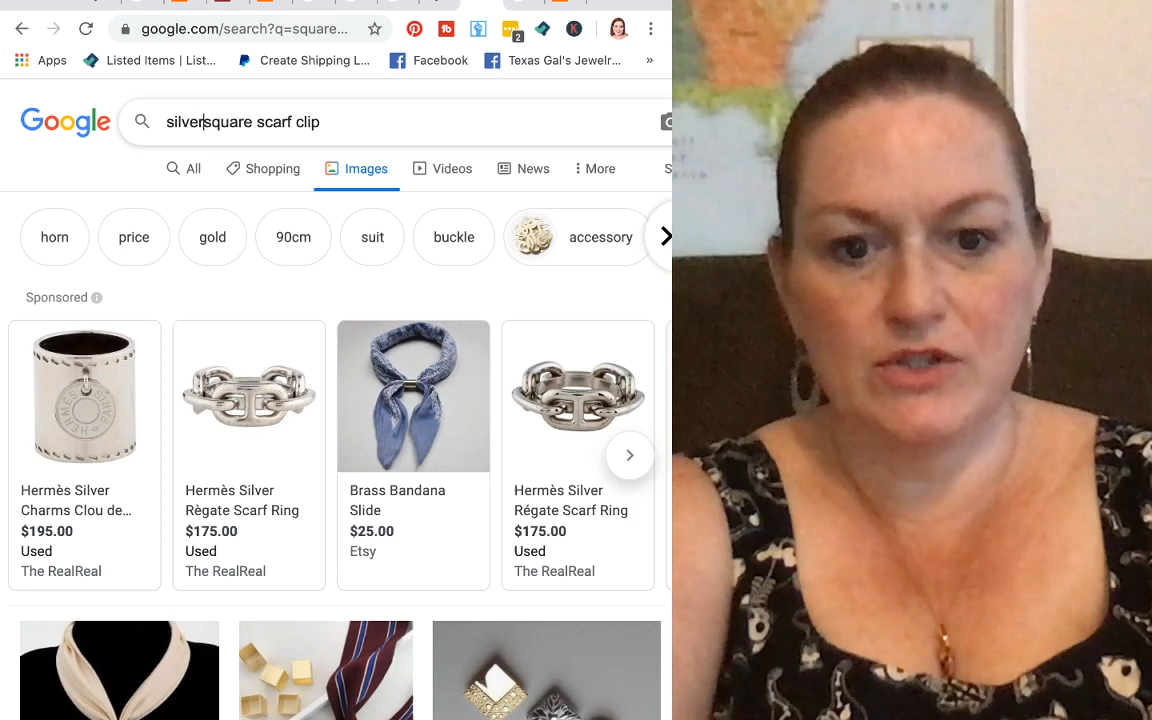 google.com/search?q=square...
2
K
Apps
Listed Items | List...
Create Shipping L...
Facebook
Texas Gal's Jewelr...
»
Google
silversquare scarf clip
All
Shopping
Images
Videos
News
More
S
horn
price
gold
90cm
suit
buckle
accessory
Sponsored
HERMÈS
PARIS
Hermès Silver
Charms Clou de...
$195.00
Used
The RealReal
Hermès Silver
Règate Scarf Ring
$175.00
Used
The RealReal
Brass Bandana
Slide
$25.00
Etsy
Hermès Silver
Régate Scarf Ring
$175.00
Used
The RealReal